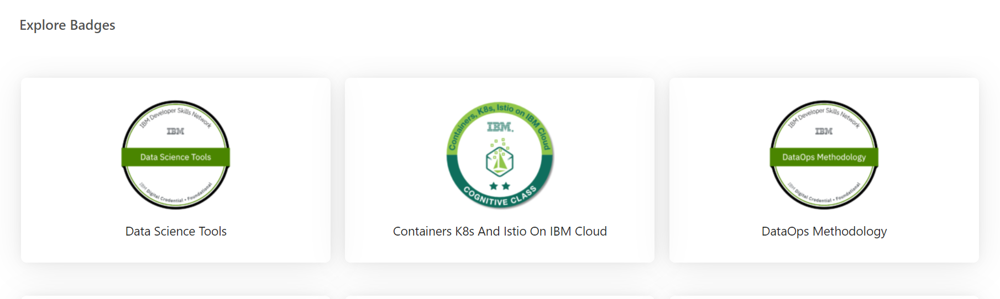 Explore Badges
IBM Developer Skills Network
IBM
Data Science Tools
IBM Digital Credential • Foundational
Data Science Tools
Containers, K8s, Istio on IBM Cloud
IBM.
COGNITIVE CLASS
Containers K8s And Istio On IBM Cloud
IBM Developer Skills Network
IBM
DataOps Methodology
IBM Digital Credential • Foundational
DataOps Methodology